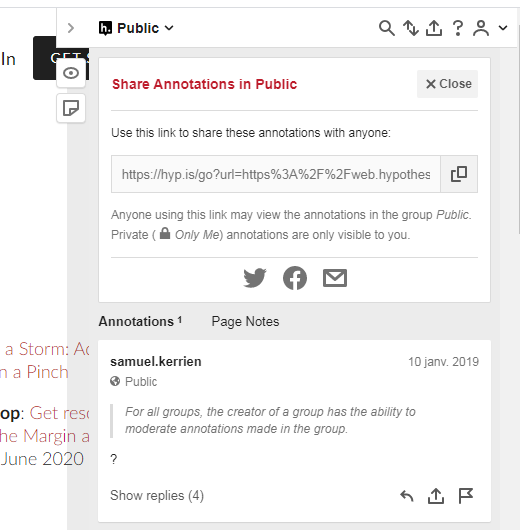 In
Public
Share Annotations in Public
Close
Use this link to share these annotations with anyone:
https://hyp.is/go?url=https%3A%2F%2Fweb.hypothes
Anyone using this link may view the annotations in the group Public.
Private ( Only Me) annotations are only visible to you.
Annotations 1
Page Notes
samuel.kerrien
10 janv. 2019
Public
For all groups, the creator of a group has the ability to
moderate annotations made in the group.
?
Show replies (4)
a Storm:
n a Pinch
op: Get
he Margin
June 2020